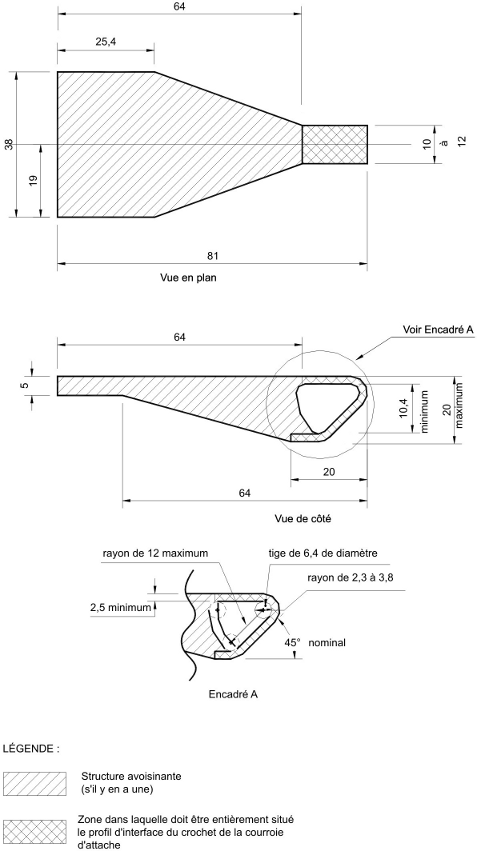 64
25,4
38
19
10
à
12
81
Vue en plan
Voir Encadré A
64
5
10,4
minimum
20
maximum
20
64
Vue de côté
rayon de 12 maximum
tige de 6,4 de diamètre
rayon de 2,3 à 3,8
2,5 minimum
45° nominal
Encadré A
LÉGENDE :
Structure avoisinante
(s'il y en a une)
Zone dans laquelle doit être entièrement situé
le profil d'interface du crochet de la courroie
d'attache